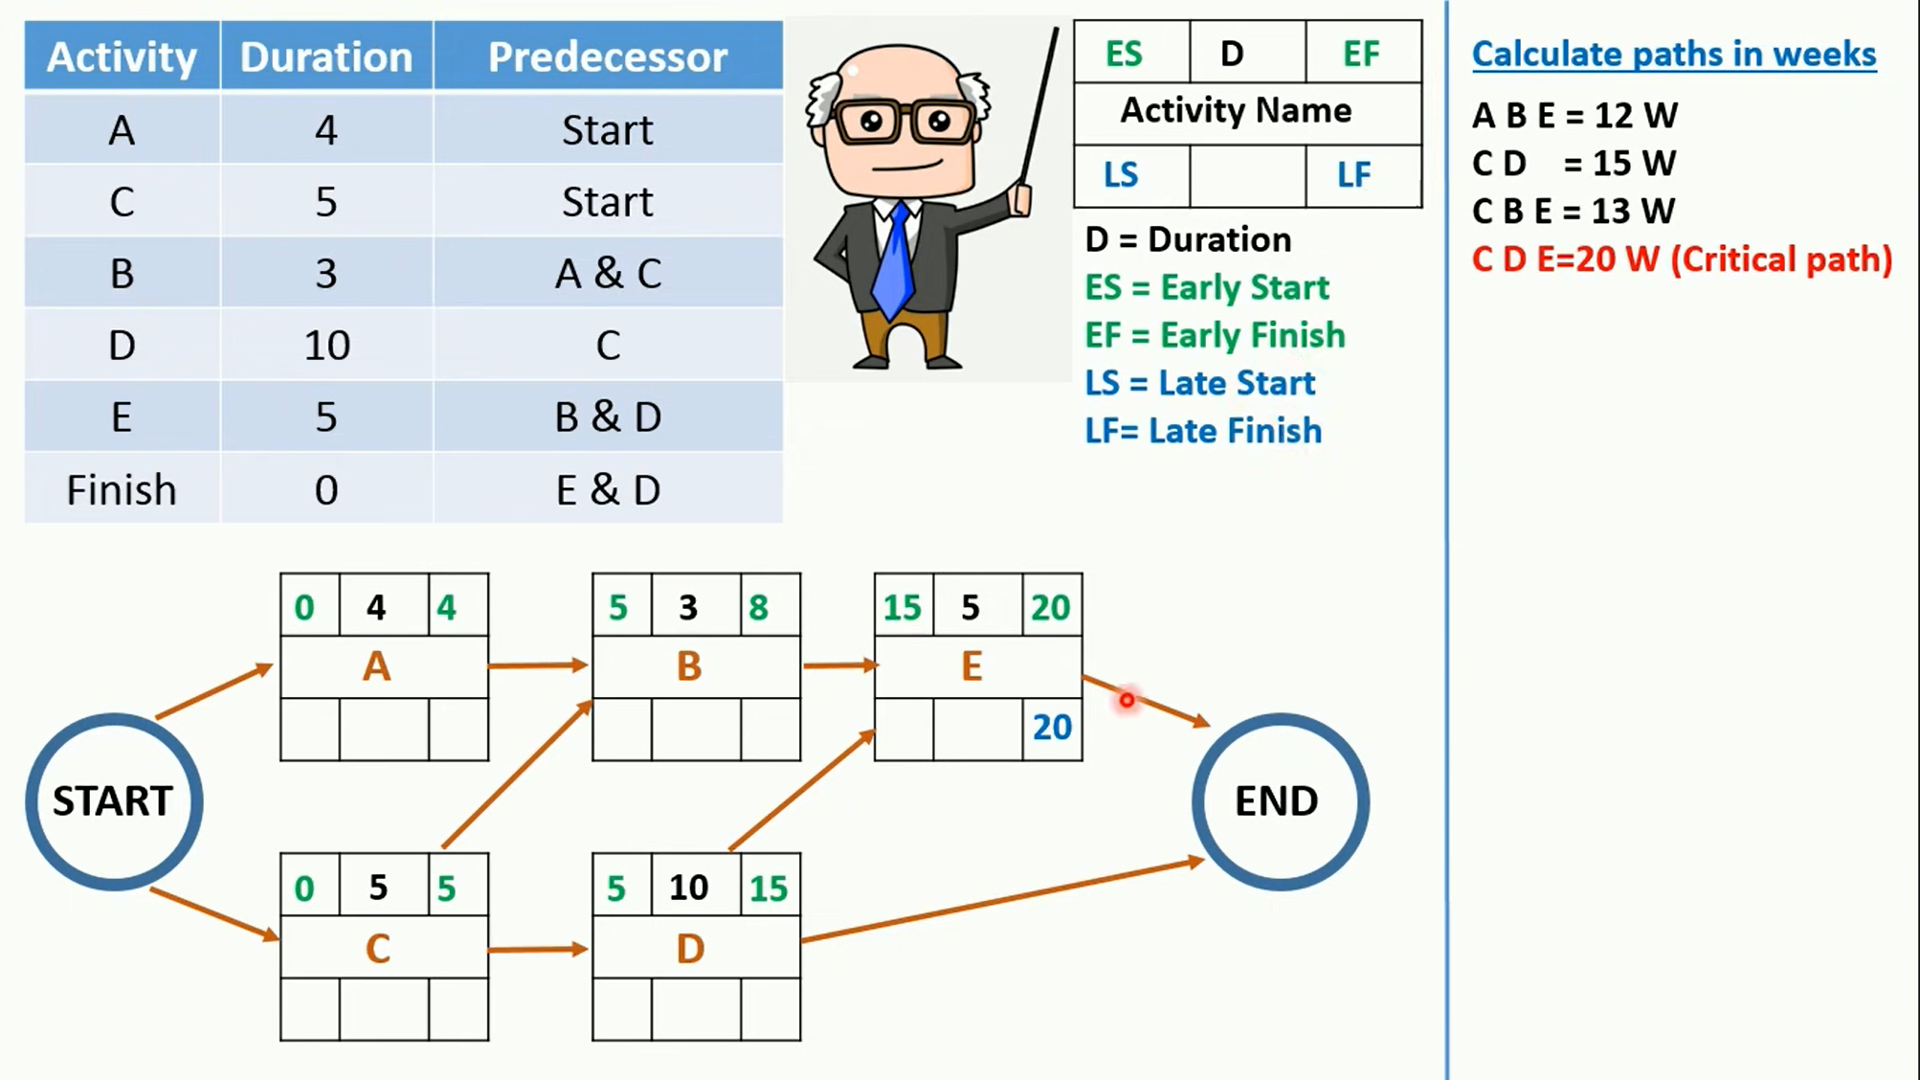 Activity Duration Predecessor
A 4 Start
C 5 Start
B 3 A & C
D 10 C
E 5 B & D
Finish 0 E & D
ES D EF
Activity Name
LS LF
D = Duration
ES = Early Start
EF = Early Finish
LS = Late Start
LF= Late Finish
Calculate paths in weeks
A B E = 12 W
C D = 15 W
C B E = 13 W
C D E=20 W (Critical path)
START
0 4 4
A
5 3 8
B
15 5 20
E
20
0 5 5
C
5 10 15
D
END